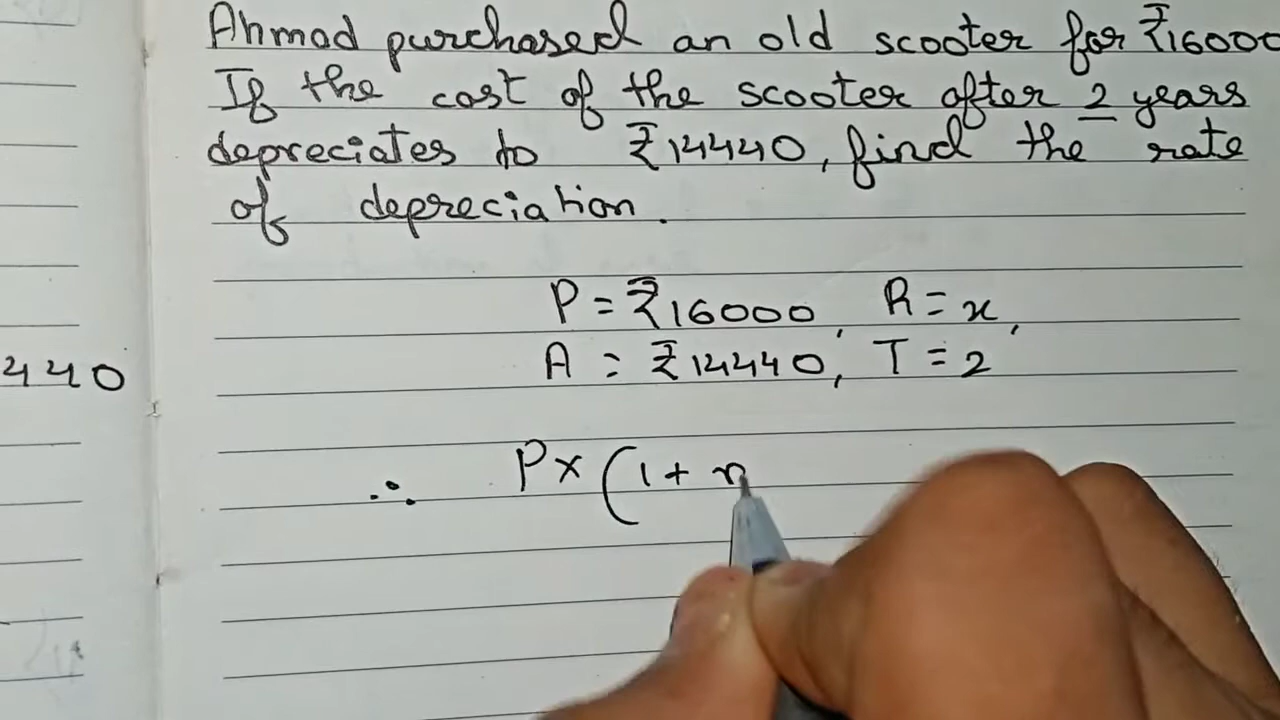 Ahmad purchased an old scooter for ₹16000
If the cost of the scooter after 2 years
depreciates to ₹14440, find the rate
of depreciation.
P = ₹16000, R = x,
A = ₹14440, T = 2
440
∴ P × (1 + r